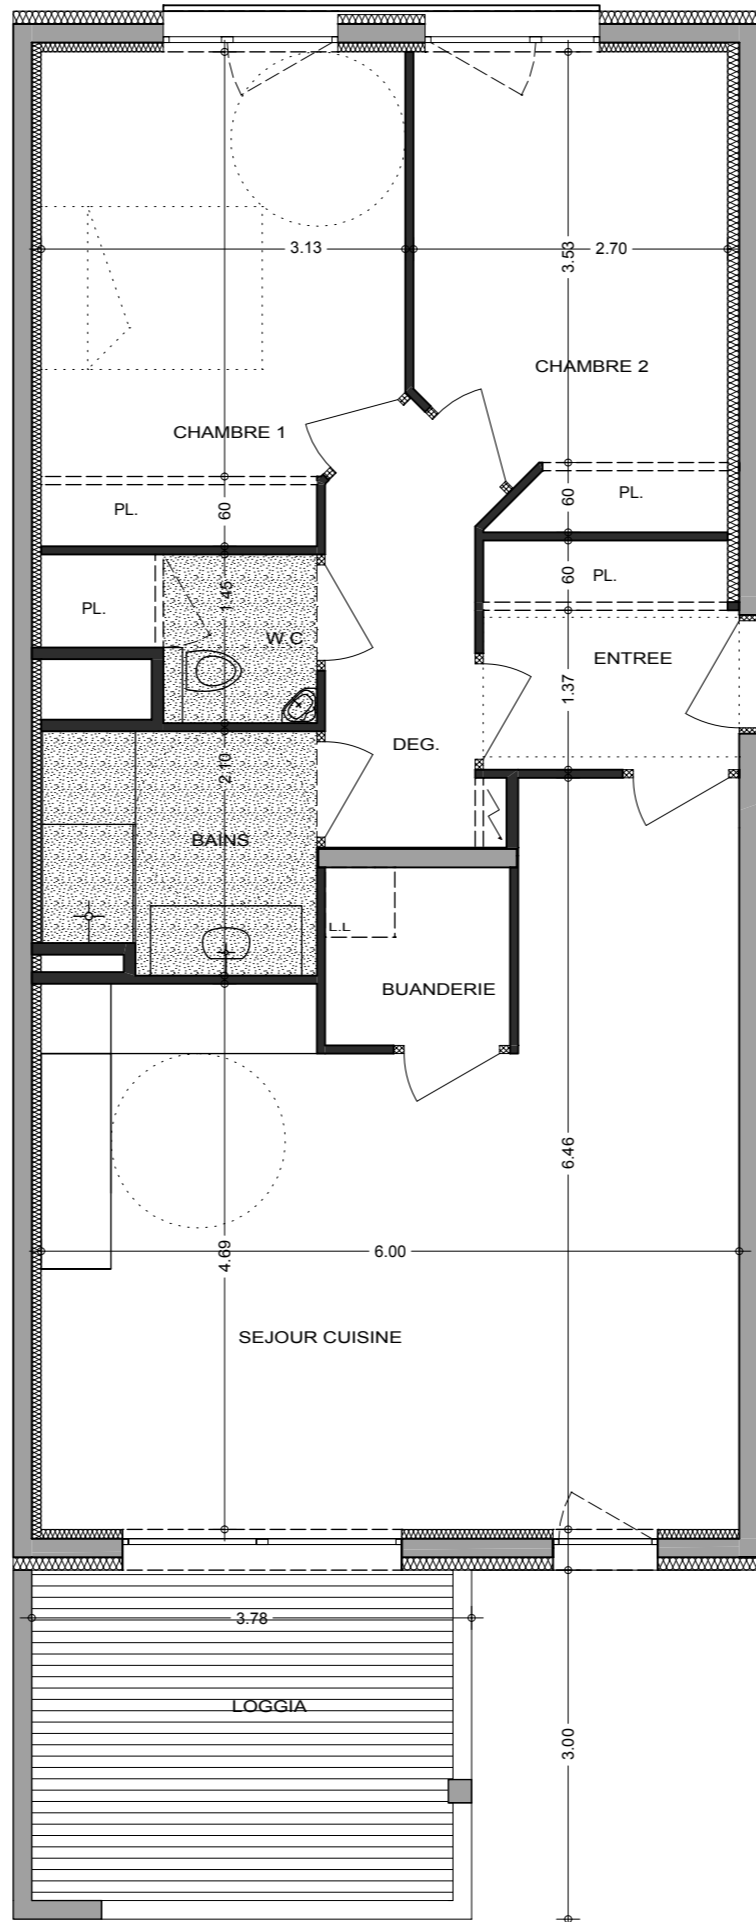 3.13
3.53
2.70
CHAMBRE 2
CHAMBRE 1
PL.
60
PL.
60
PL.
60
PL.
1.45
W.C
ENTREE
1.37
DEG.
2.10
BAINS
L.L
BUANDERIE
6.46
4.69
6.00
SEJOUR CUISINE
3.78
LOGGIA
3.00